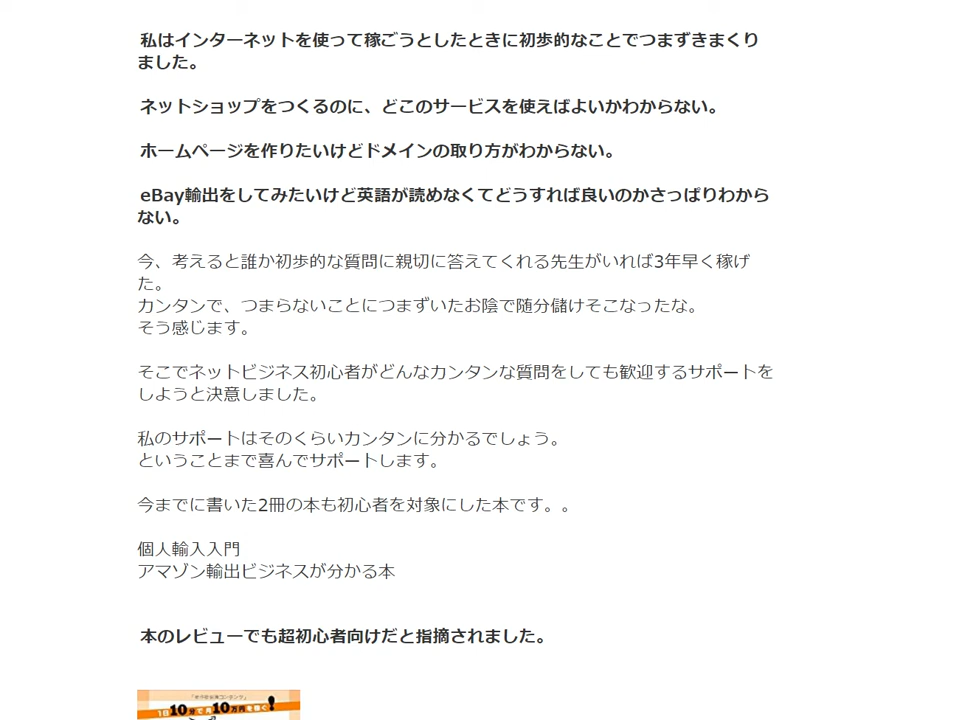 私はインターネットを使って稼ごうとしたときに初歩的なことでつまずきまくり
ました。
ネットショップをつくるのに、どこのサービスを使えばよいかわからない。
ホームページを作りたいけどドメインの取り方がわからない。
eBay輸出をしてみたいけど英語が読めなくてどうすれば良いのかさっぱりわから
ない。
今、考えると誰か初歩的な質問に親切に答えてくれる先生がいれば3年早く稼げ
た。
カンタンで、つまらないことにつまずいたお陰で随分儲けそこなったな。
そう感じます。
そこでネットビジネス初心者がどんなカンタンな質問をしても歓迎するサポートを
しようと決意しました。
私のサポートはそのくらいカンタンに分かるでしょう。
ということまで喜んでサポートします。
今までに書いた2冊の本も初心者を対象にした本です。。
個人輸入入門
アマゾン輸出ビジネスが分かる本
本のレビューでも超初心者向けだと指摘されました。
1日10分で月10万円を稼ぐ!